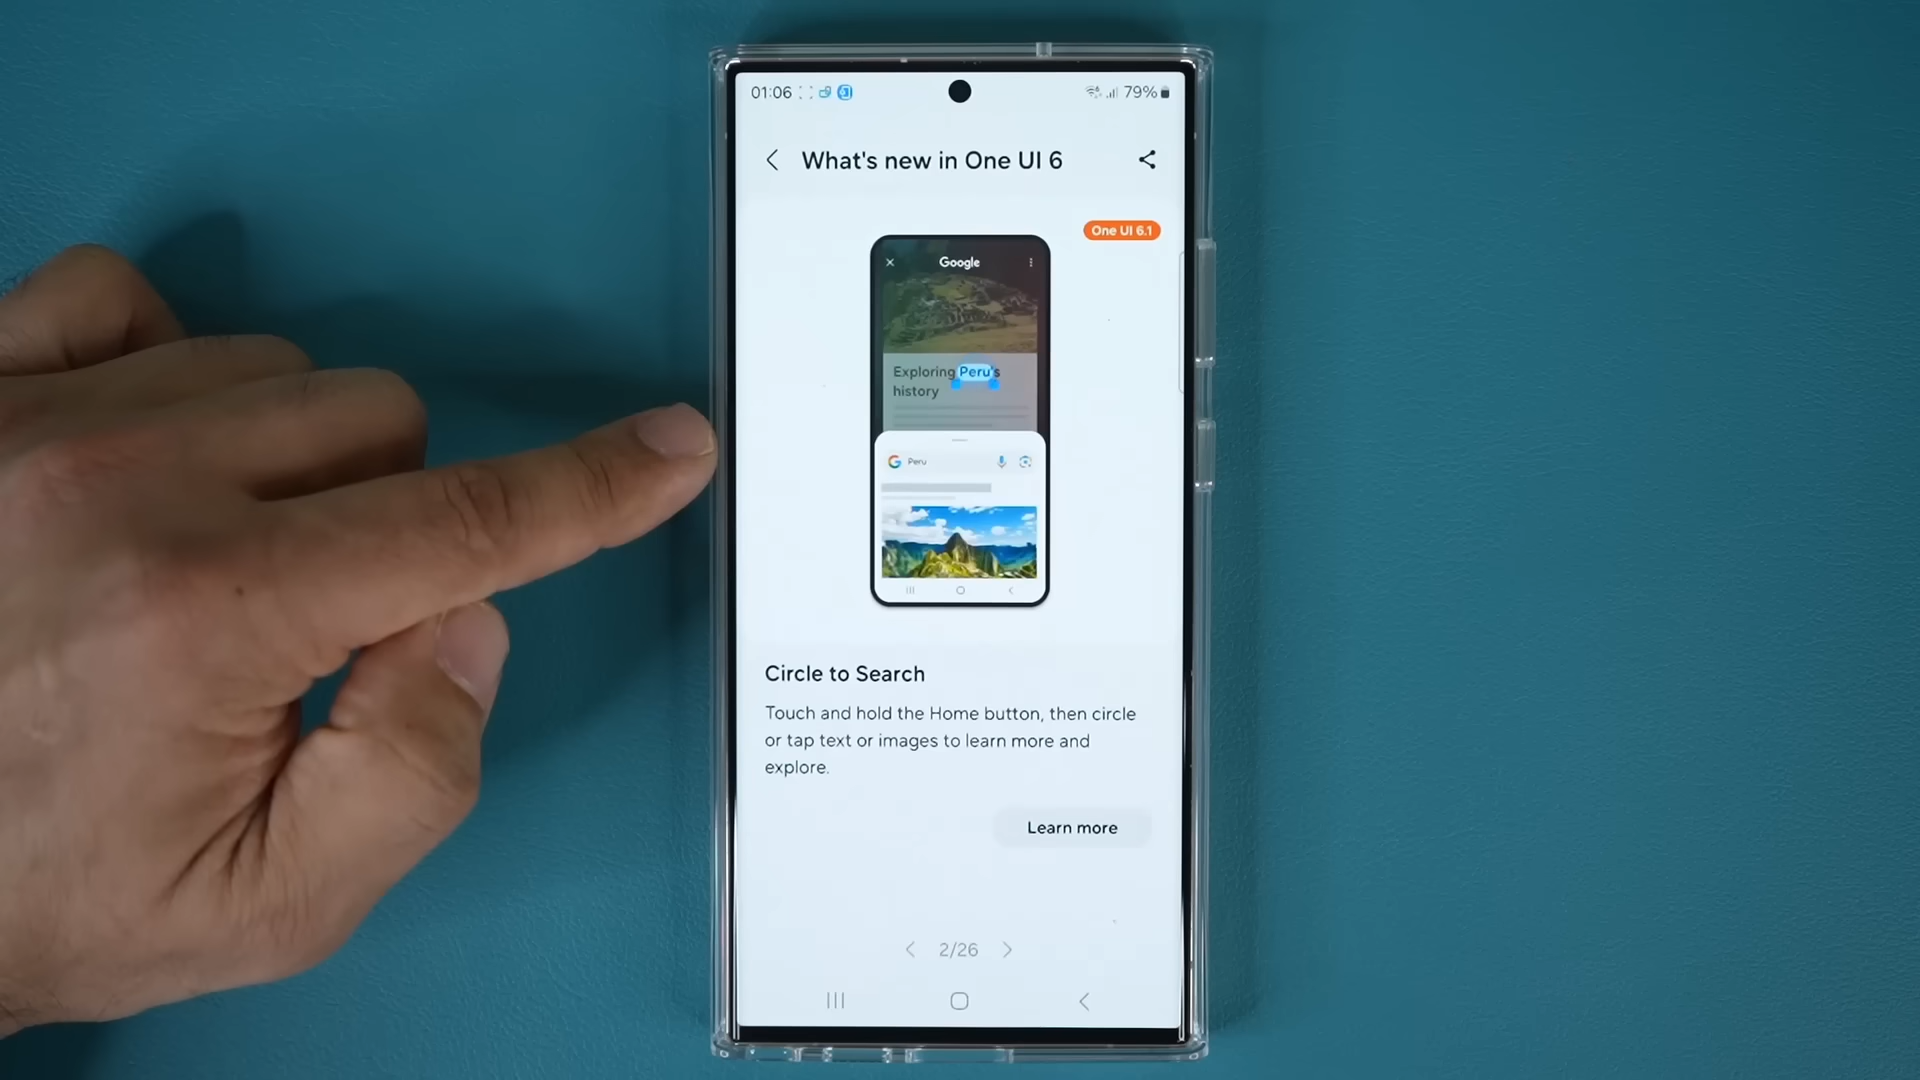 01:06
79%
What's new in One UI 6
One UI 6.1
Google
Exploring Peru's
history
Peru
Circle to Search
Touch and hold the Home button, then circle
or tap text or images to learn more and
explore.
Learn more
2/26